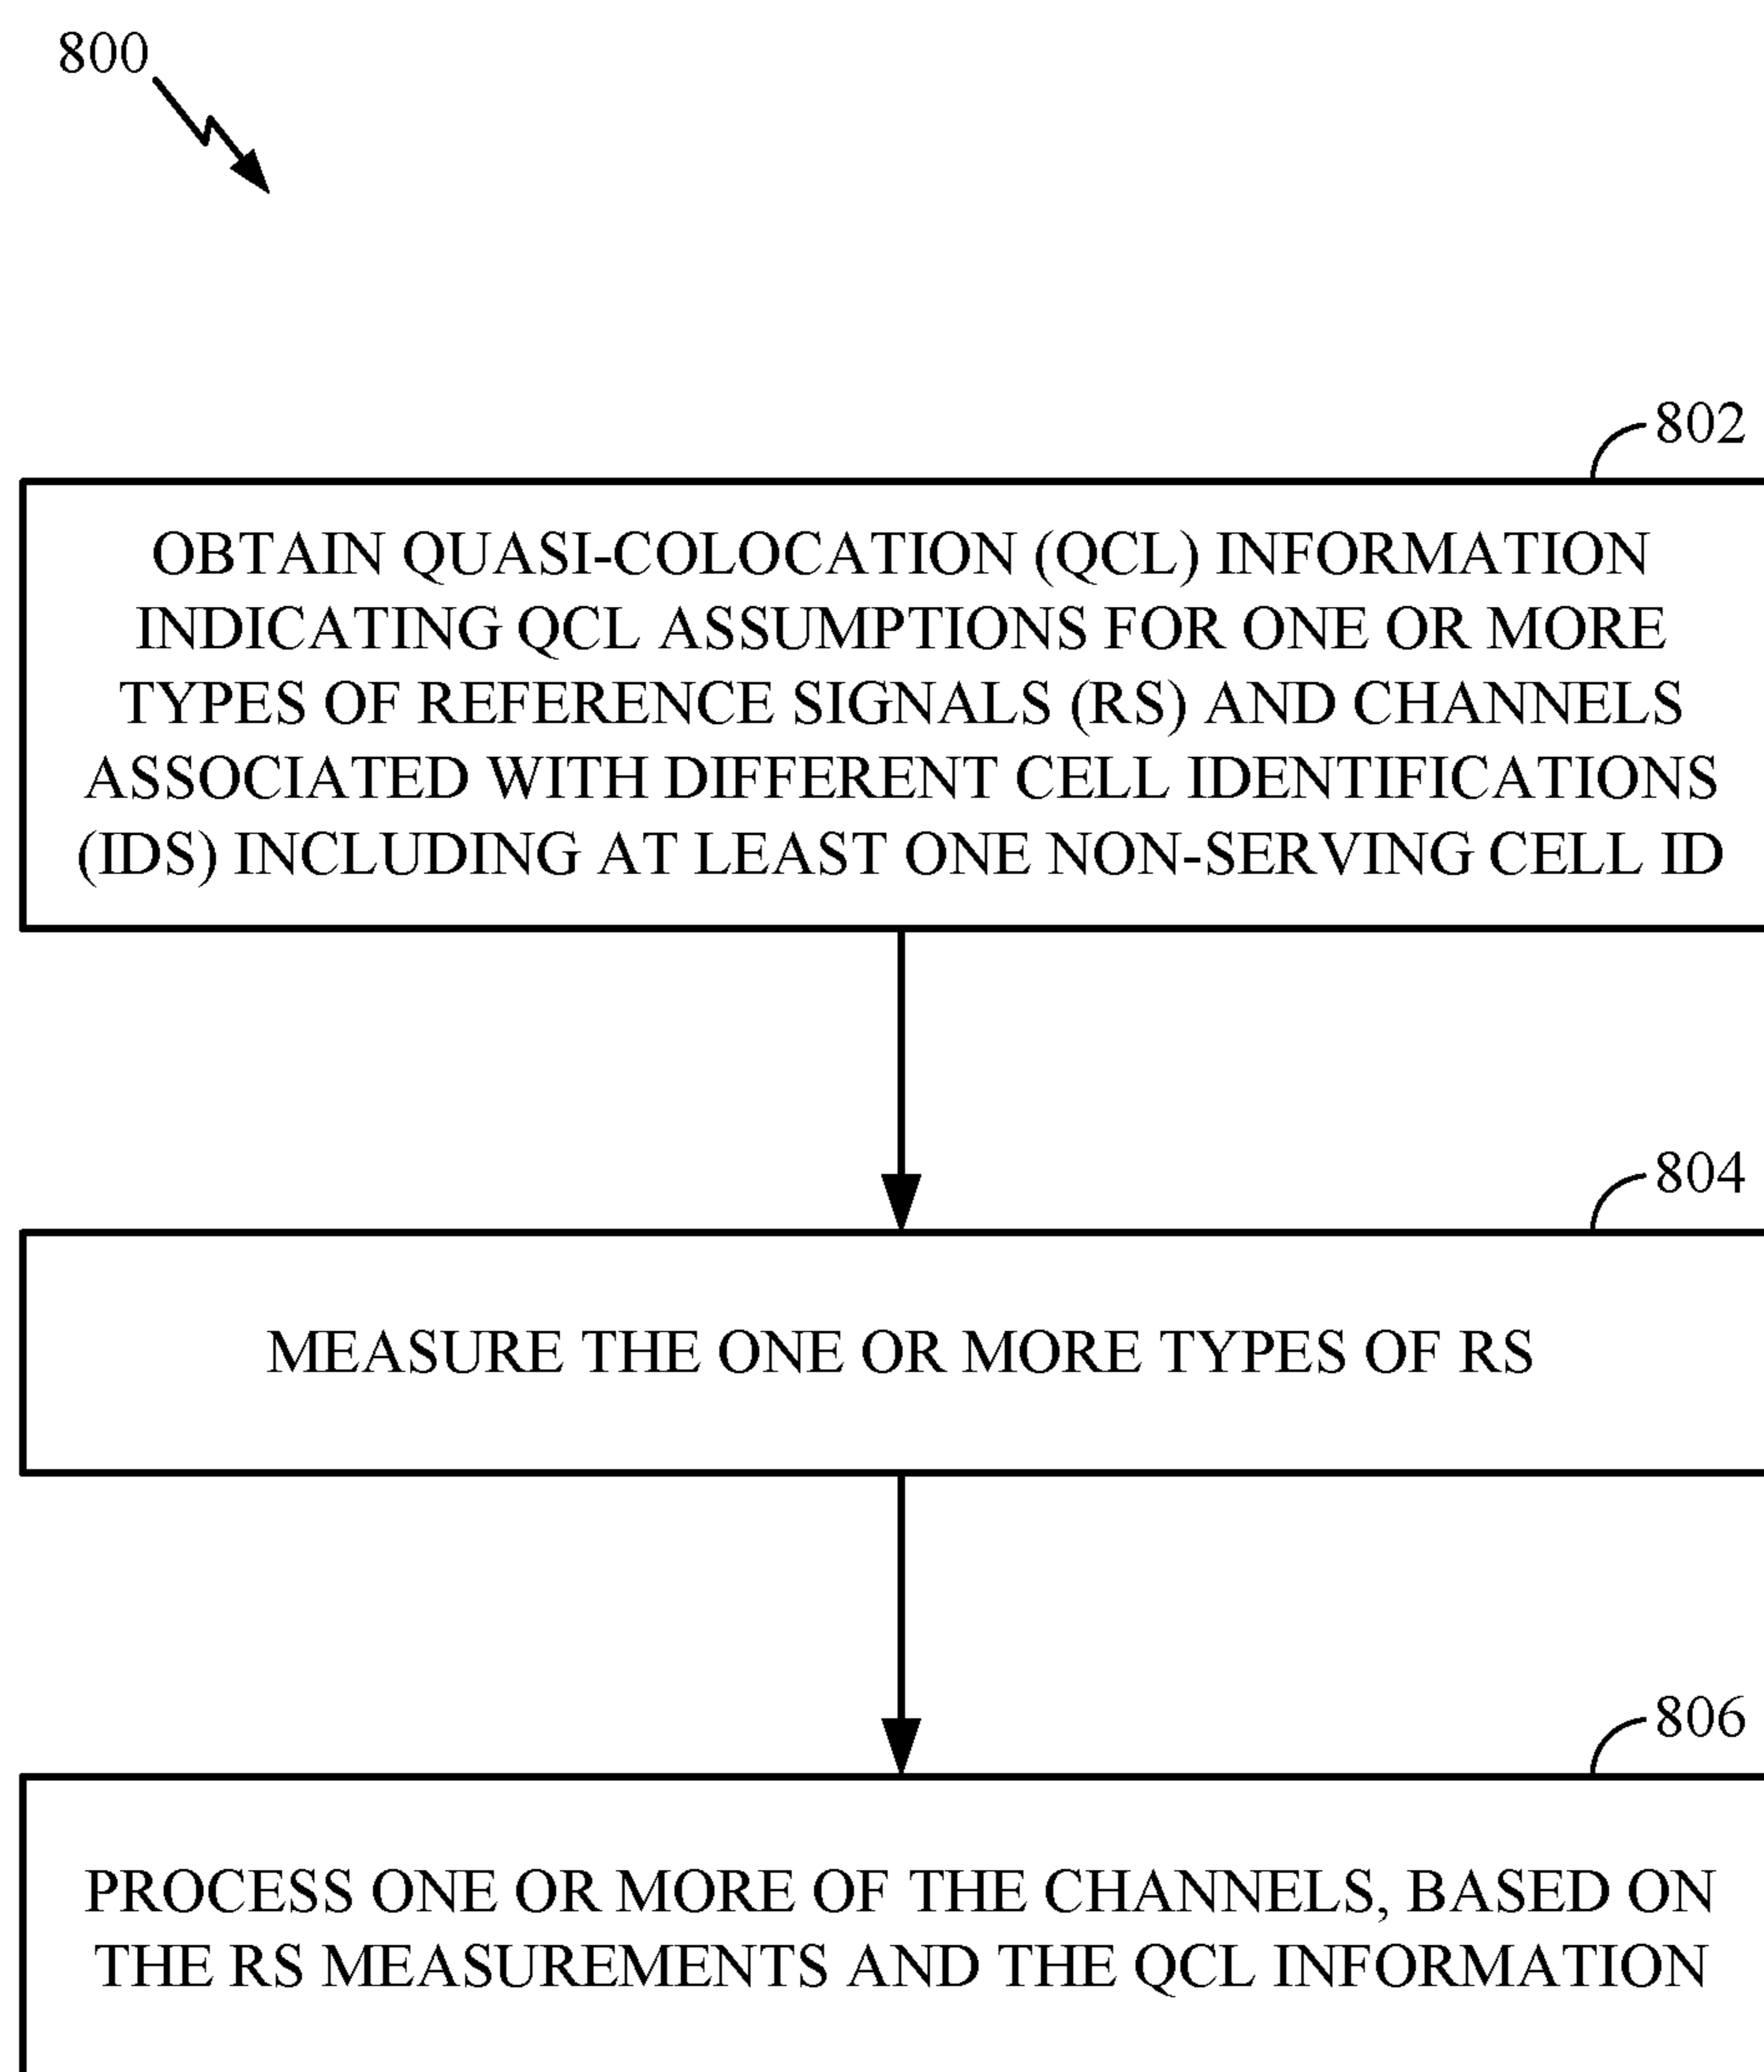 800
802
OBTAIN QUASI-COLOCATION (QCL) INFORMATION
INDICATING QCL ASSUMPTIONS FOR ONE OR MORE
TYPES OF REFERENCE SIGNALS (RS) AND CHANNELS
ASSOCIATED WITH DIFFERENT CELL IDENTIFICATIONS
(IDS) INCLUDING AT LEAST ONE NON-SERVING CELL ID
804
MEASURE THE ONE OR MORE TYPES OF RS
806
PROCESS ONE OR MORE OF THE CHANNELS, BASED ON
THE RS MEASUREMENTS AND THE QCL INFORMATION